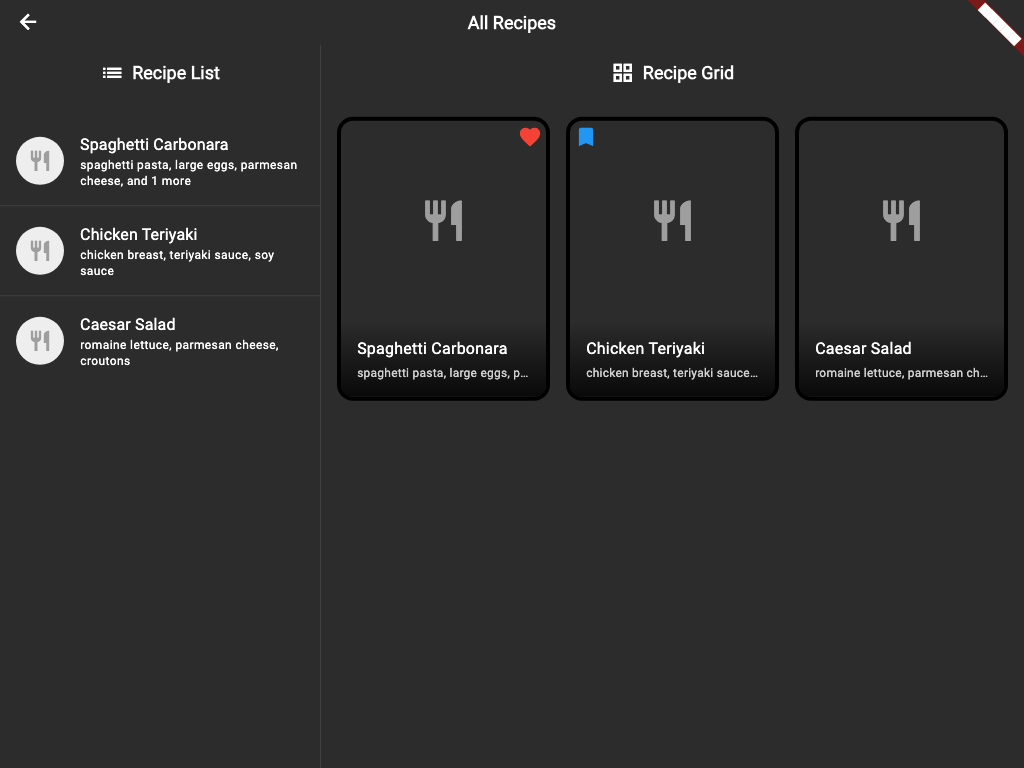 All Recipes
Recipe List
Spaghetti Carbonara
spaghetti pasta, large eggs, parmesan
cheese, and 1 more
Chicken Teriyaki
chicken breast, teriyaki sauce, soy
sauce
Caesar Salad
romaine lettuce, parmesan cheese,
croutons
Recipe Grid
Spaghetti Carbonara
spaghetti pasta, large eggs, p...
Chicken Teriyaki
chicken breast, teriyaki sauce...
Caesar Salad
romaine lettuce, parmesan ch...